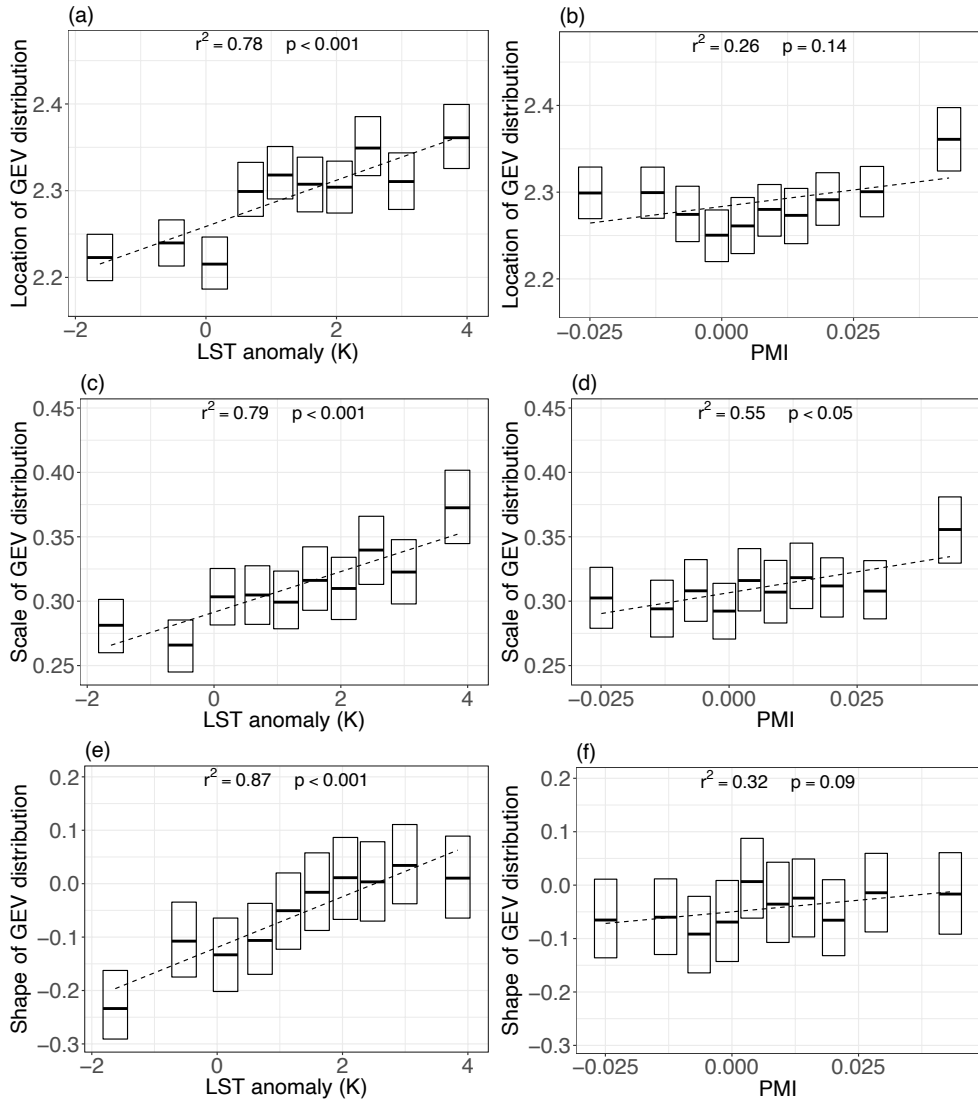 (a)
r² = 0.78 p < 0.001
Location of GEV distribution
2.4
2.3
2.2
−2 0 2 4
LST anomaly (K)
(b)
r² = 0.26 p = 0.14
Location of GEV distribution
2.4
2.3
2.2
−0.025 0.000 0.025
PMI
(c)
r² = 0.79 p < 0.001
Scale of GEV distribution
0.45
0.40
0.35
0.30
0.25
−2 0 2 4
LST anomaly (K)
(d)
r² = 0.55 p < 0.05
Scale of GEV distribution
0.45
0.40
0.35
0.30
0.25
−0.025 0.000 0.025
PMI
(e)
r² = 0.87 p < 0.001
Shape of GEV distribution
0.2
0.1
0.0
−0.1
−0.2
−0.3
−2 0 2 4
LST anomaly (K)
(f)
r² = 0.32 p = 0.09
Shape of GEV distribution
0.2
0.1
0.0
−0.1
−0.2
−0.3
−0.025 0.000 0.025
PMI